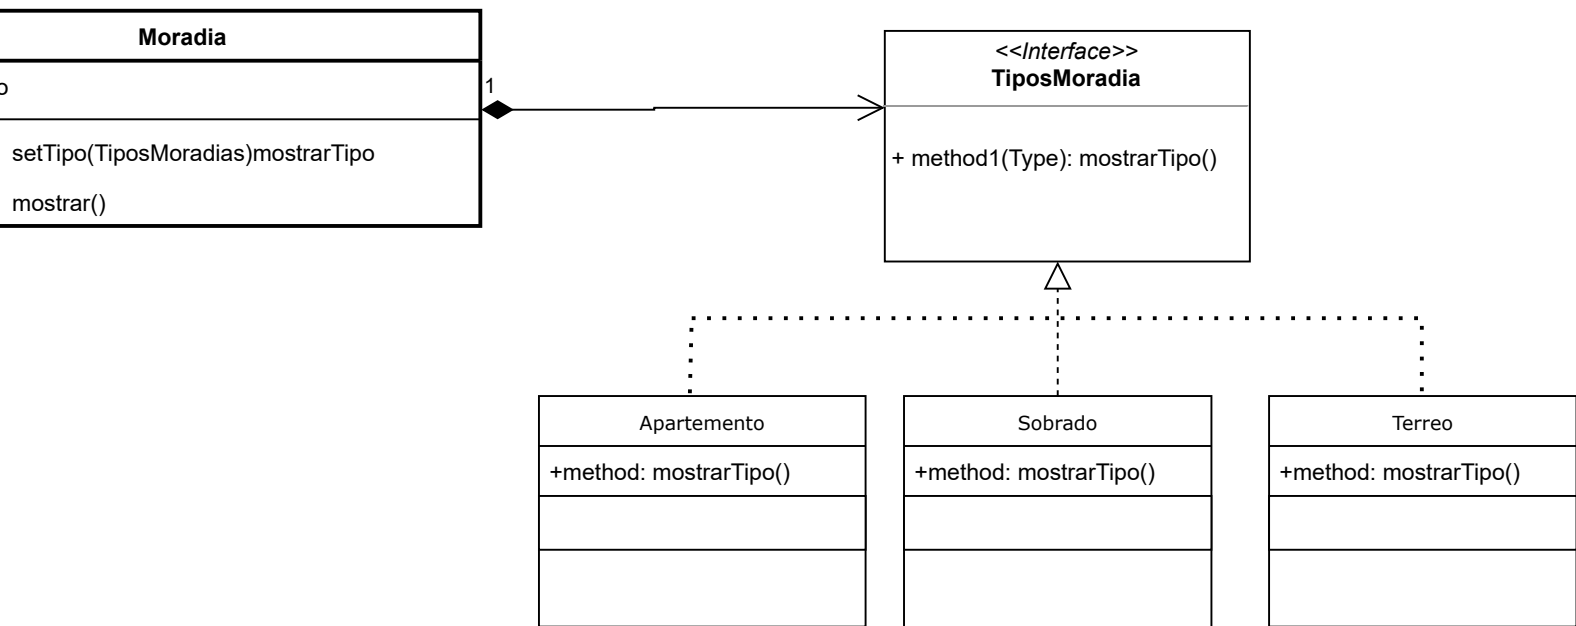 Moradia
o
setTipo(TiposMoradias)mostrarTipo
mostrar()
1
<<Interface>>
TiposMoradia
+ method1(Type): mostrarTipo()
Apartemento
+method: mostrarTipo()
Sobrado
+method: mostrarTipo()
Terreo
+method: mostrarTipo()